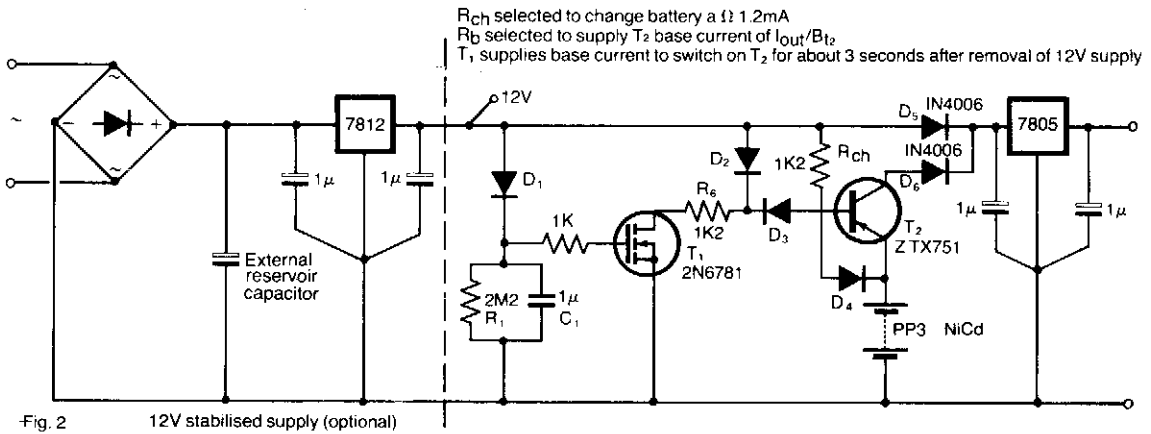 Rch selected to change battery a Ω 1.2mA
Rb selected to supply T2 base current of Iout/Bt2
T1 supplies base current to switch on T2 for about 3 seconds after removal of 12V supply
12V
~
~
~
−
+
7812
1μ
1μ
External
reservoir
capacitor
D1
1K
2M2
R1
1μ
C1
T1
2N6781
R6
1K2
D2
D3
1K2
Rch
D4
T2
ZTX751
D5
IN4006
IN4006
D6
7805
1μ
1μ
PP3 NiCd
Fig. 2
12V stabilised supply (optional)